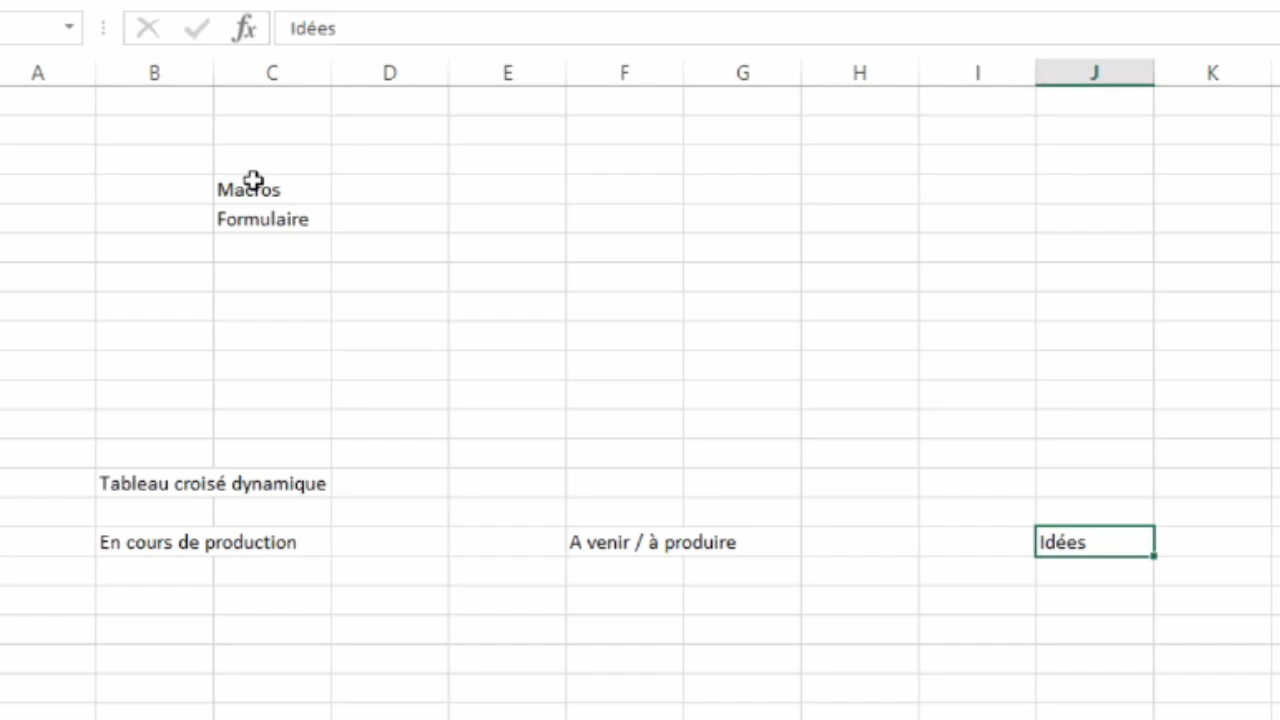 fx Idées
A B C D E F G H I J K
Macros
Formulaire
Tableau croisé dynamique
En cours de production A venir / à produire Idées